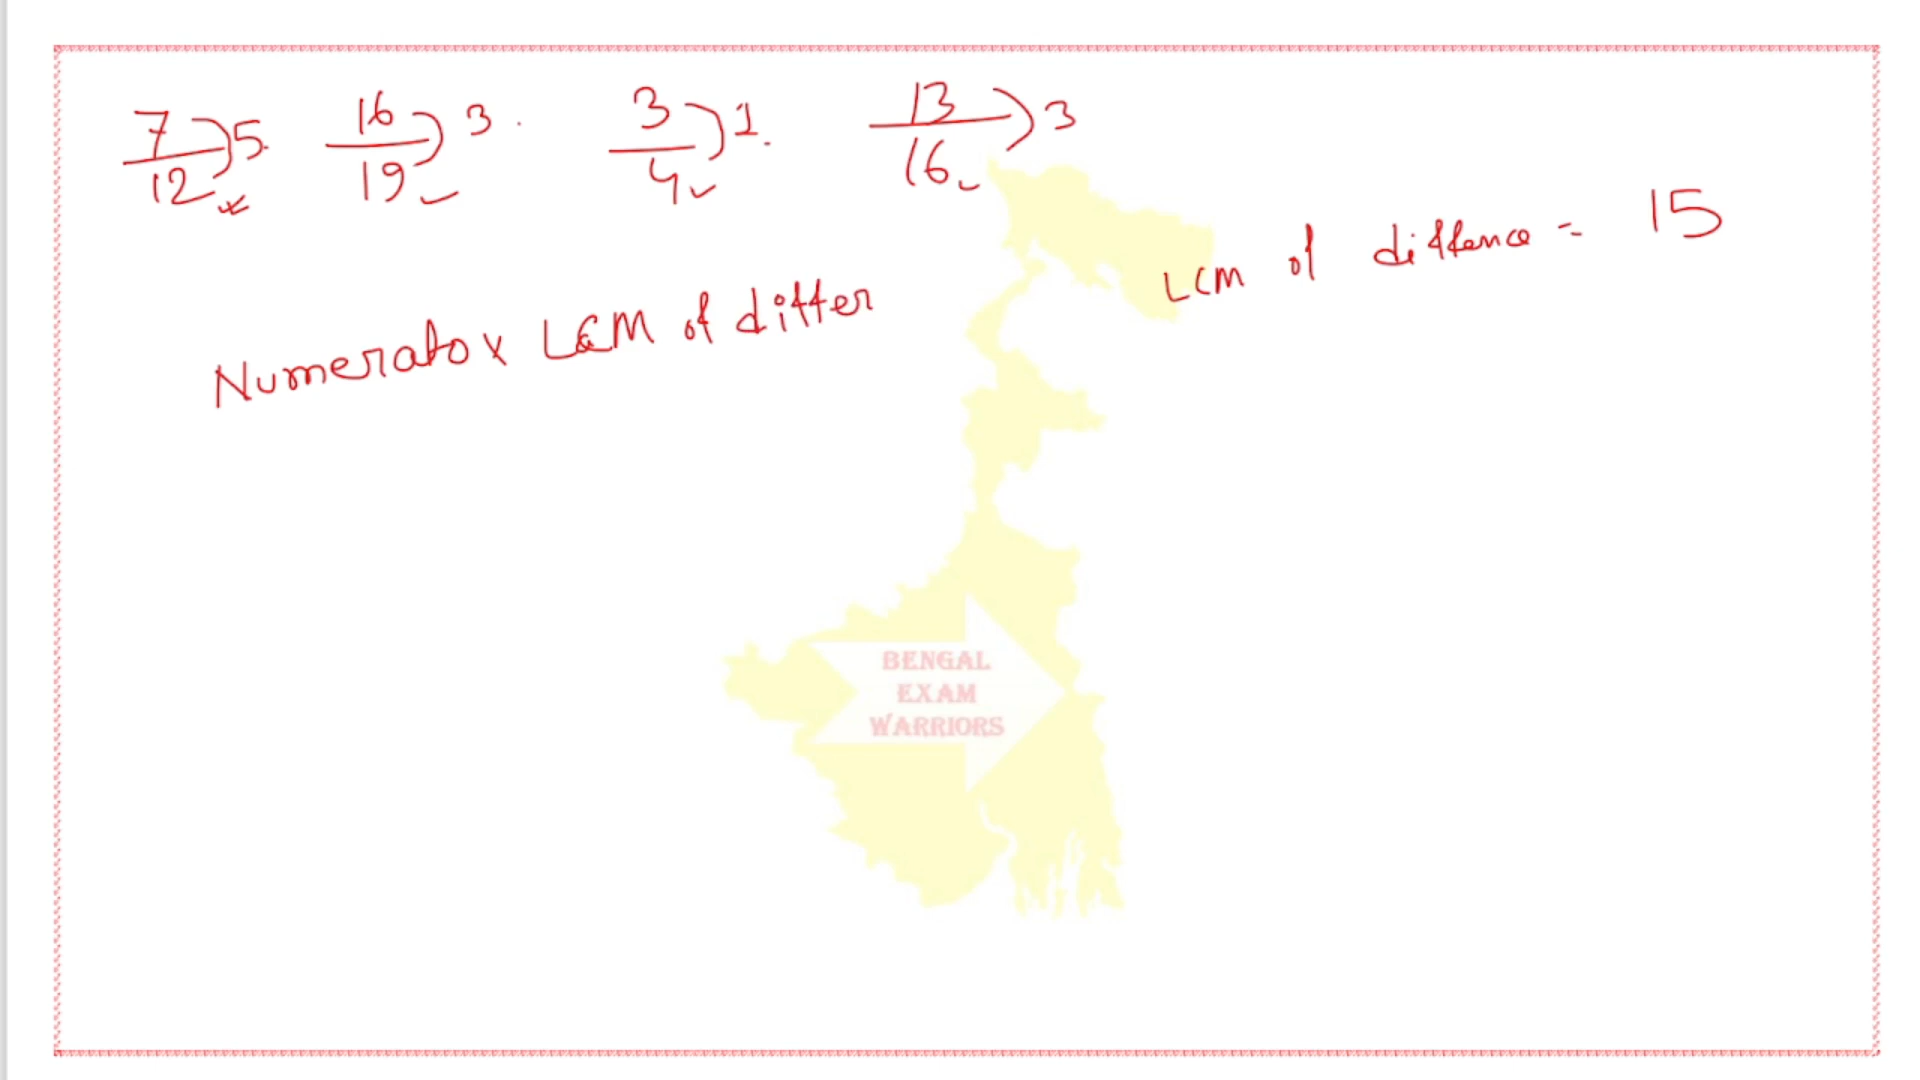 7/12 ) 5. 16/19 ) 3. 3/4 ) 1. 13/16 ) 3
LCM of diffence = 15
Numerator x LCM of differ
BENGAL
EXAM
WARRIORS